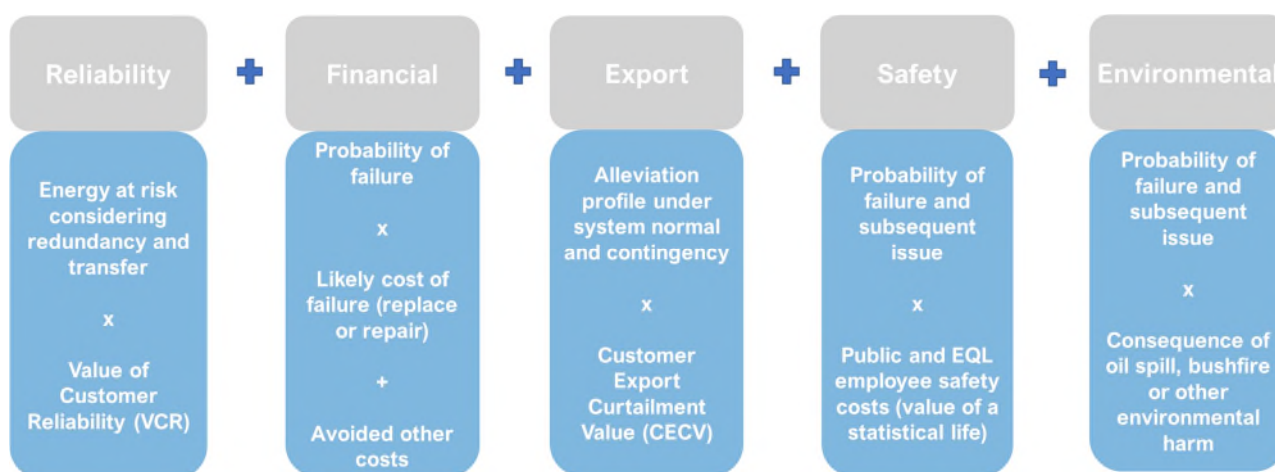 Reliability
Energy at risk
considering
redundancy and
transfer
x
Value of
Customer
Reliability (VCR)
+
Financial
Probability of
failure
x
Likely cost of
failure (replace
or repair)
+
Avoided other
costs
+
Export
Alleviation
profile under
system normal
and contingency
x
Customer
Export
Curtailment
Value (CECV)
+
Safety
Probability of
failure and
subsequent
issue
x
Public and EQL
employee safety
costs (value of a
statistical life)
+
Environmental
Probability of
failure and
subsequent
issue
x
Consequence of
oil spill, bushfire
or other
environmental
harm